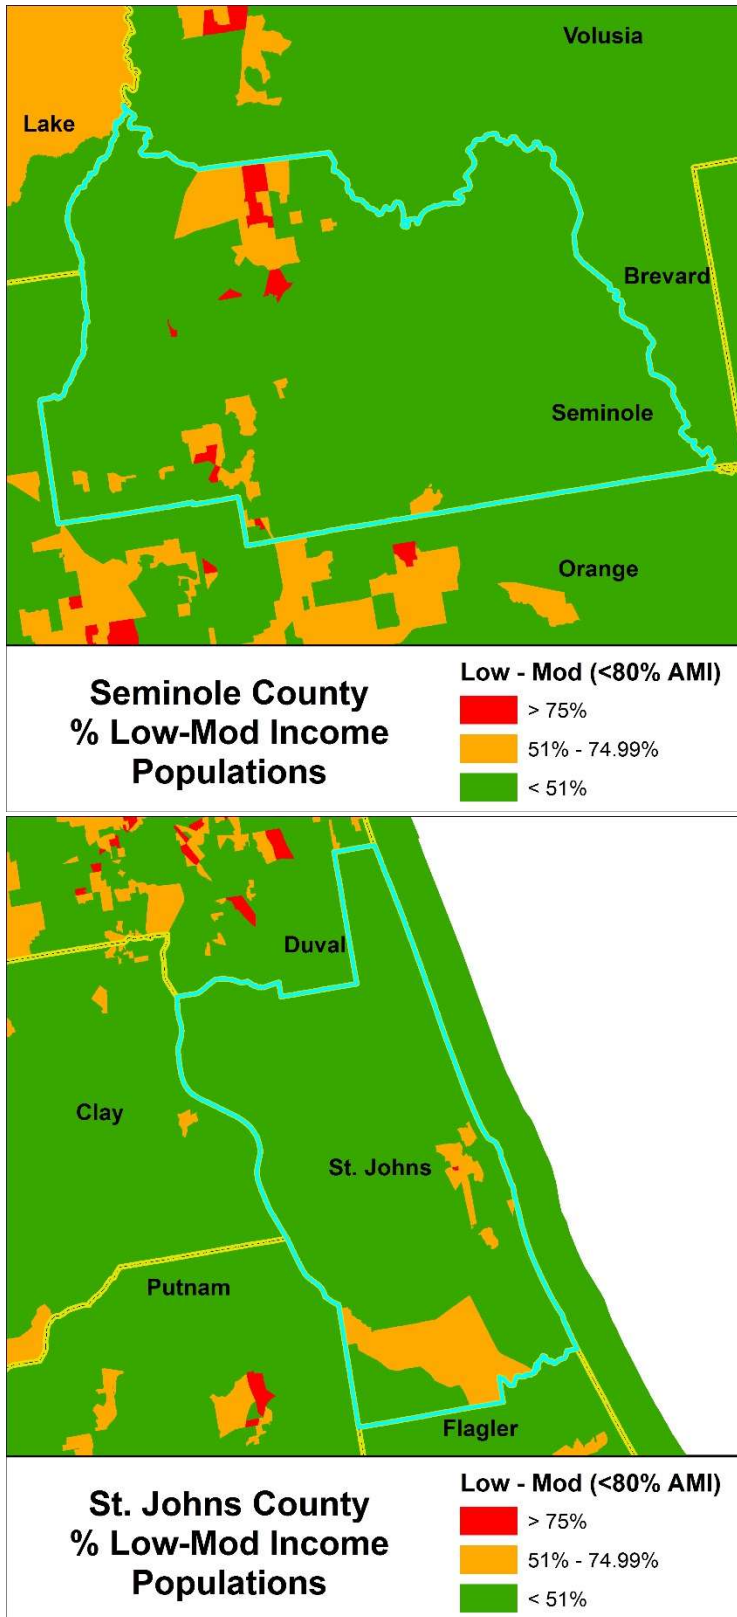 Volusia
Lake
Brevard
Seminole
Orange
Seminole County
% Low-Mod Income
Populations
Low - Mod (<80% AMI)
> 75%
51% - 74.99%
< 51%
Duval
Clay
St. Johns
Putnam
Flagler
St. Johns County
% Low-Mod Income
Populations
Low - Mod (<80% AMI)
> 75%
51% - 74.99%
< 51%